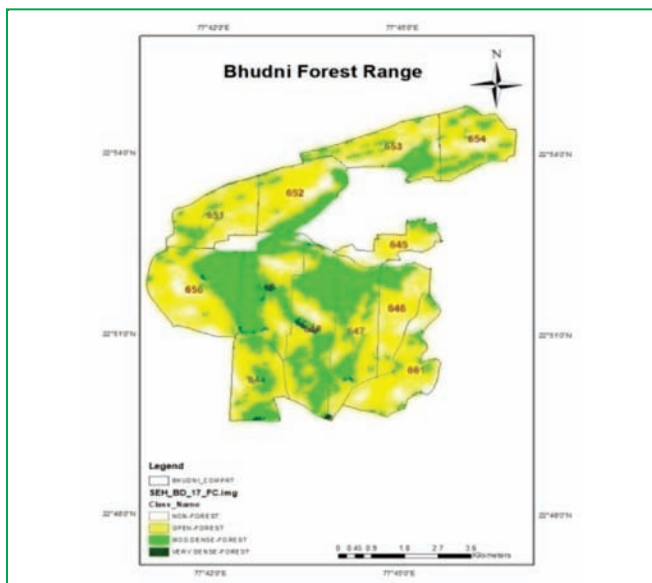 77°42'0"E 77°45'0"E
N
Bhudni Forest Range
653 654
22°54'0"N 22°54'0"N
652
651
645
650
646
22°51'0"N 22°51'0"N
647
661
Legend
BHUDNI_COMPRT
SEH_BD_17_FC.img
Class_Name
NON-FOREST
22°48'0"N 22°48'0"N
OPEN-FOREST
MOD.DENSE-FOREST
VERY DENSE-FOREST
0 0.45 0.9 1.8 2.7 3.6
Kilometers
77°42'0"E 77°45'0"E